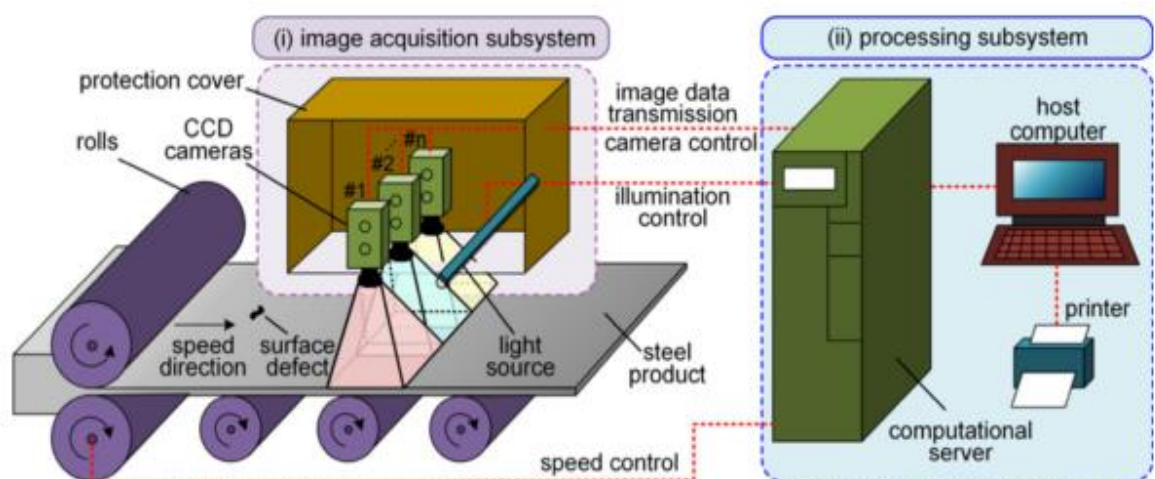 (i) image acquisition subsystem
(ii) processing subsystem
protection cover
CCD
cameras
rolls
#1
#2
#n
image data
transmission
camera control
illumination
control
host
computer
printer
speed
direction
surface
defect
light
source
steel
product
computational
server
speed control